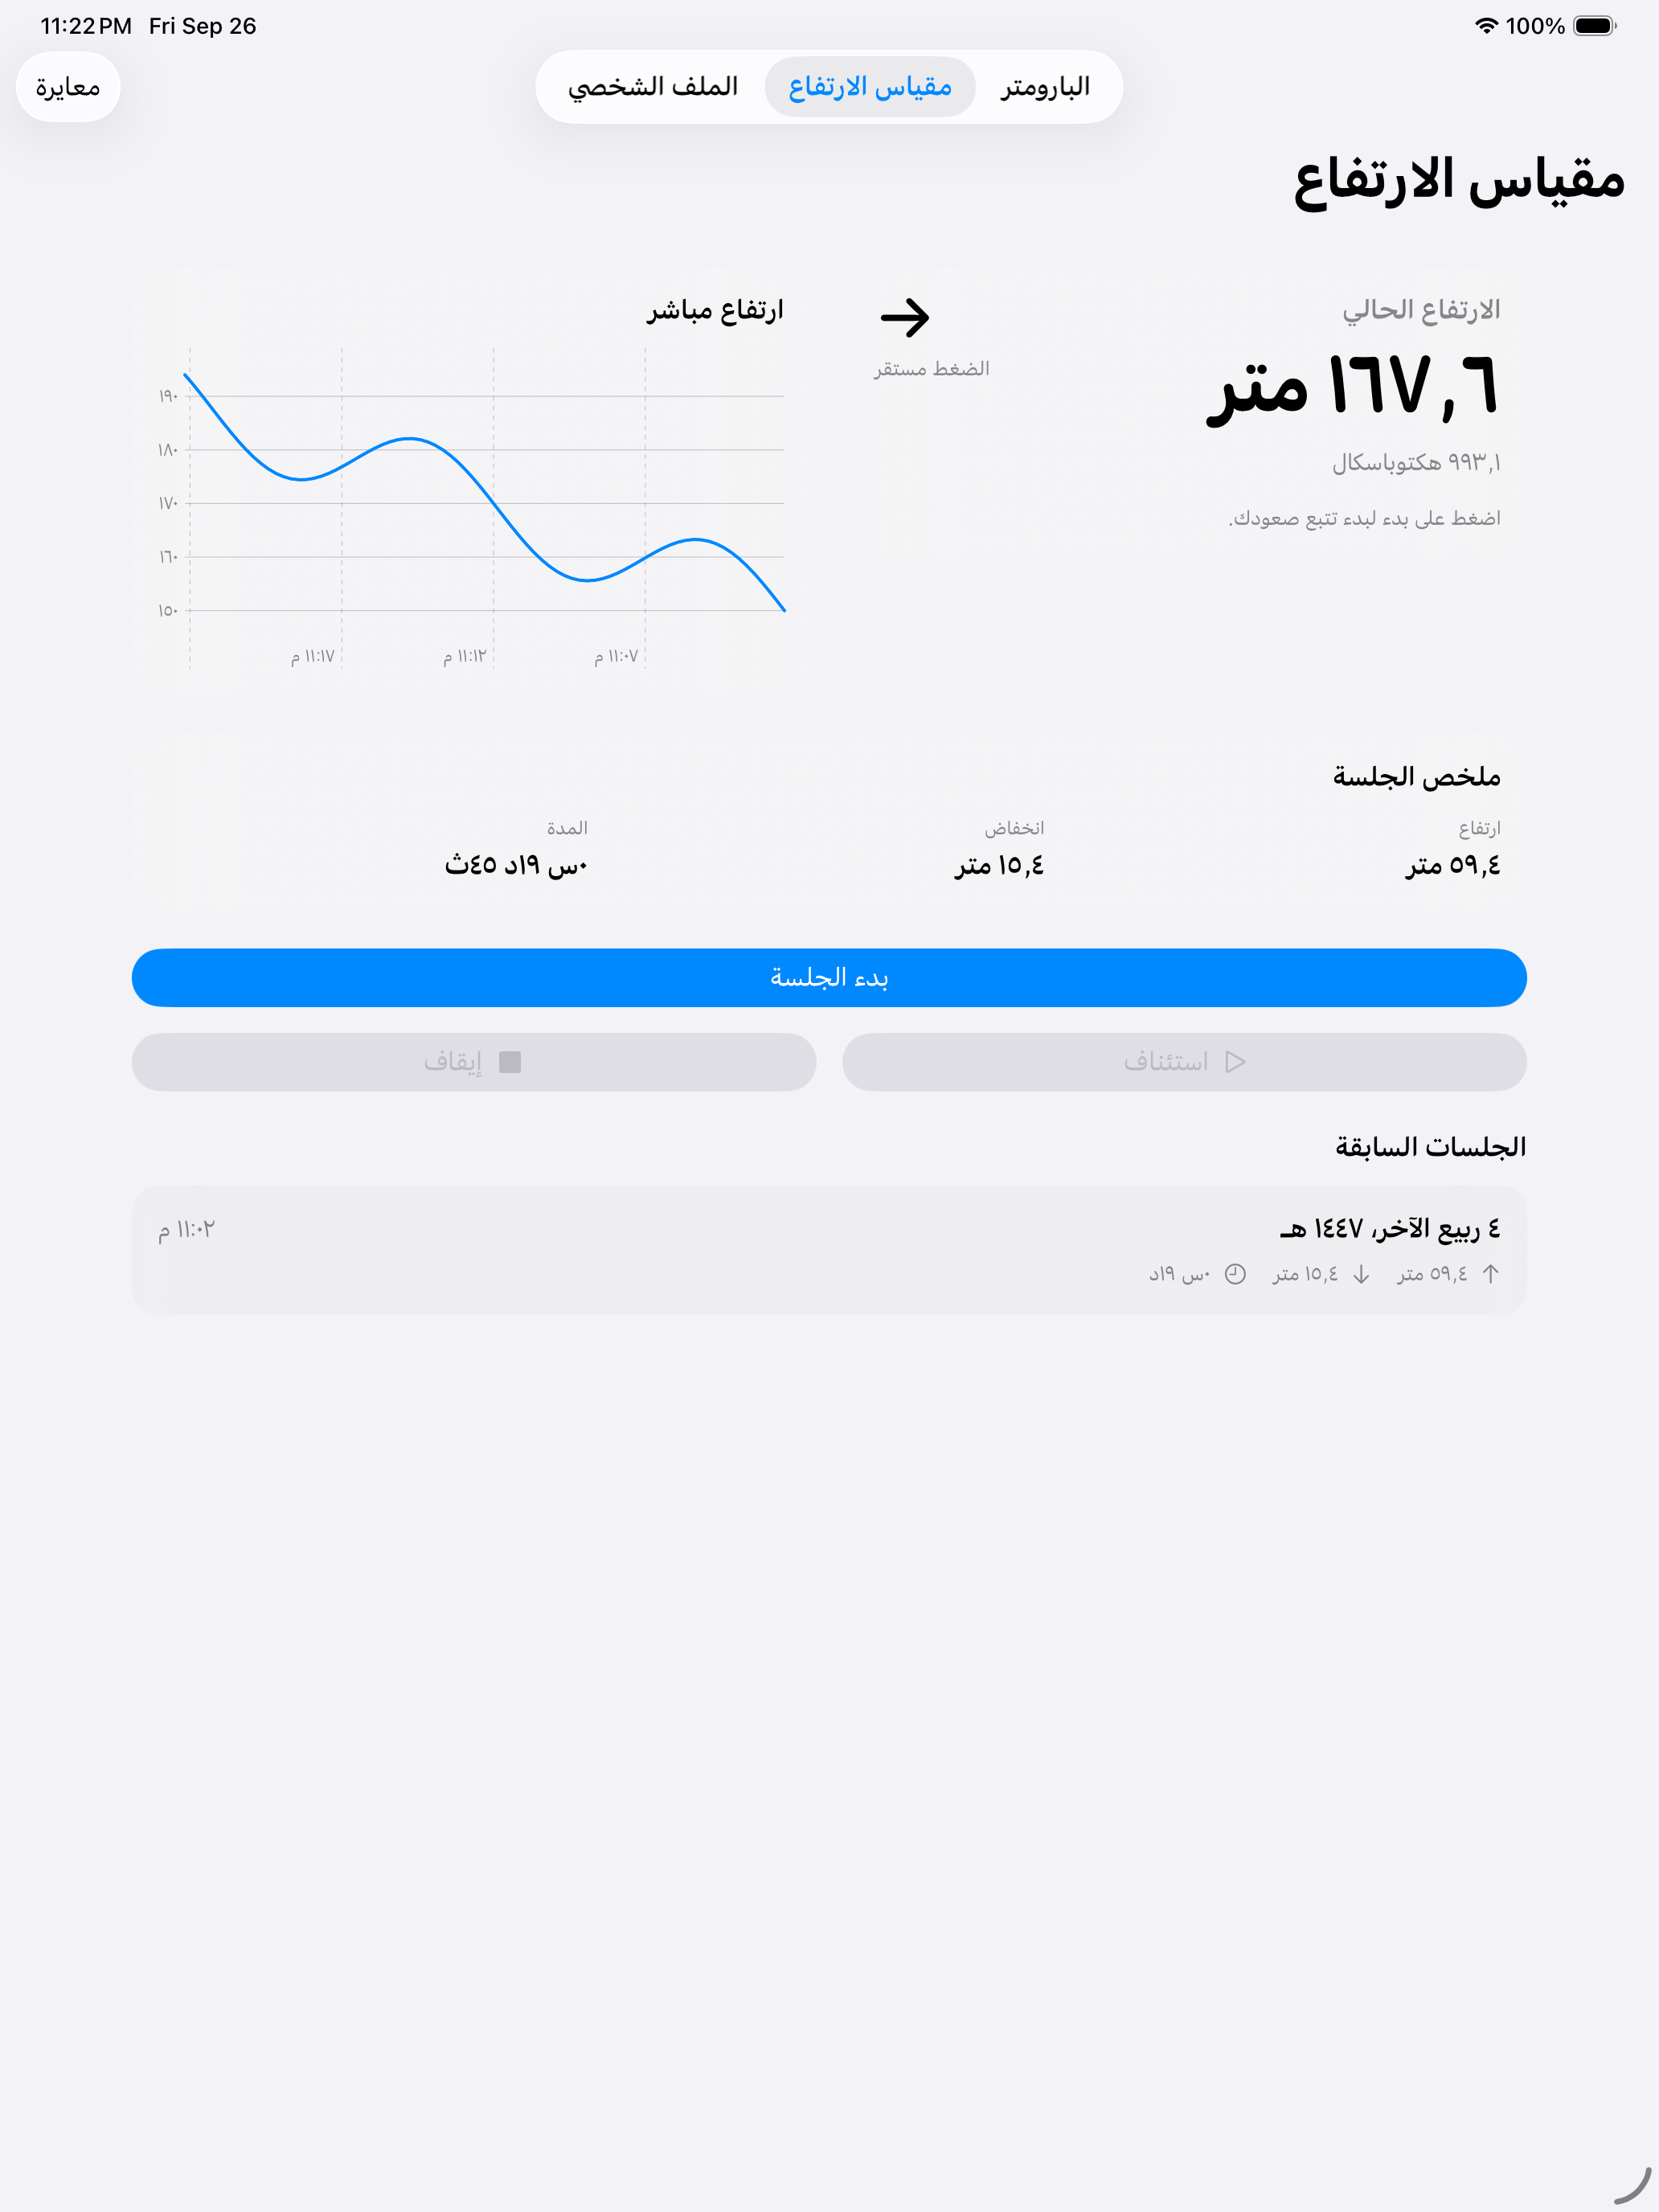 11:22 PM Fri Sep 26
100%
البارومتر
مقياس الارتفاع
الملف الشخصي
معايرة
مقياس الارتفاع
الارتفاع الحالي
١٦٧,٦ متر
٩٩٣,١ هكتوباسكال
اضغط على بدء لبدء تتبع صعودك.
الضغط مستقر
ارتفاع مباشر
١٩٠
١٨٠
١٧٠
١٦٠
١٥٠
١١:٠٧ م
١١:١٢ م
١١:١٧ م
ملخص الجلسة
ارتفاع
٥٩,٤ متر
انخفاض
١٥,٤ متر
المدة
٠س ١٩د ٤٥ث
بدء الجلسة
استئناف
إيقاف
الجلسات السابقة
٤ ربيع الآخر، ١٤٤٧ هـ
١١:٠٢ م
٥٩,٤ متر ١٥,٤ متر ٠س ١٩د